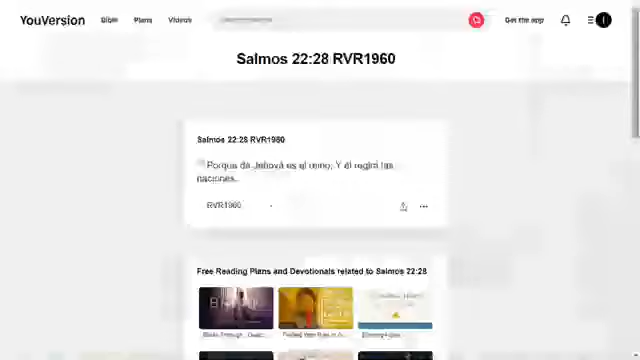 YouVersion Bible Plans Videos Get the app
Salmos 22:28 RVR1960
Salmos 22:28 RVR1960
Porque de Jehová es el reino, Y él regirá las
naciones.
RVR1960
Free Reading Plans and Devotionals related to Salmos 22:28